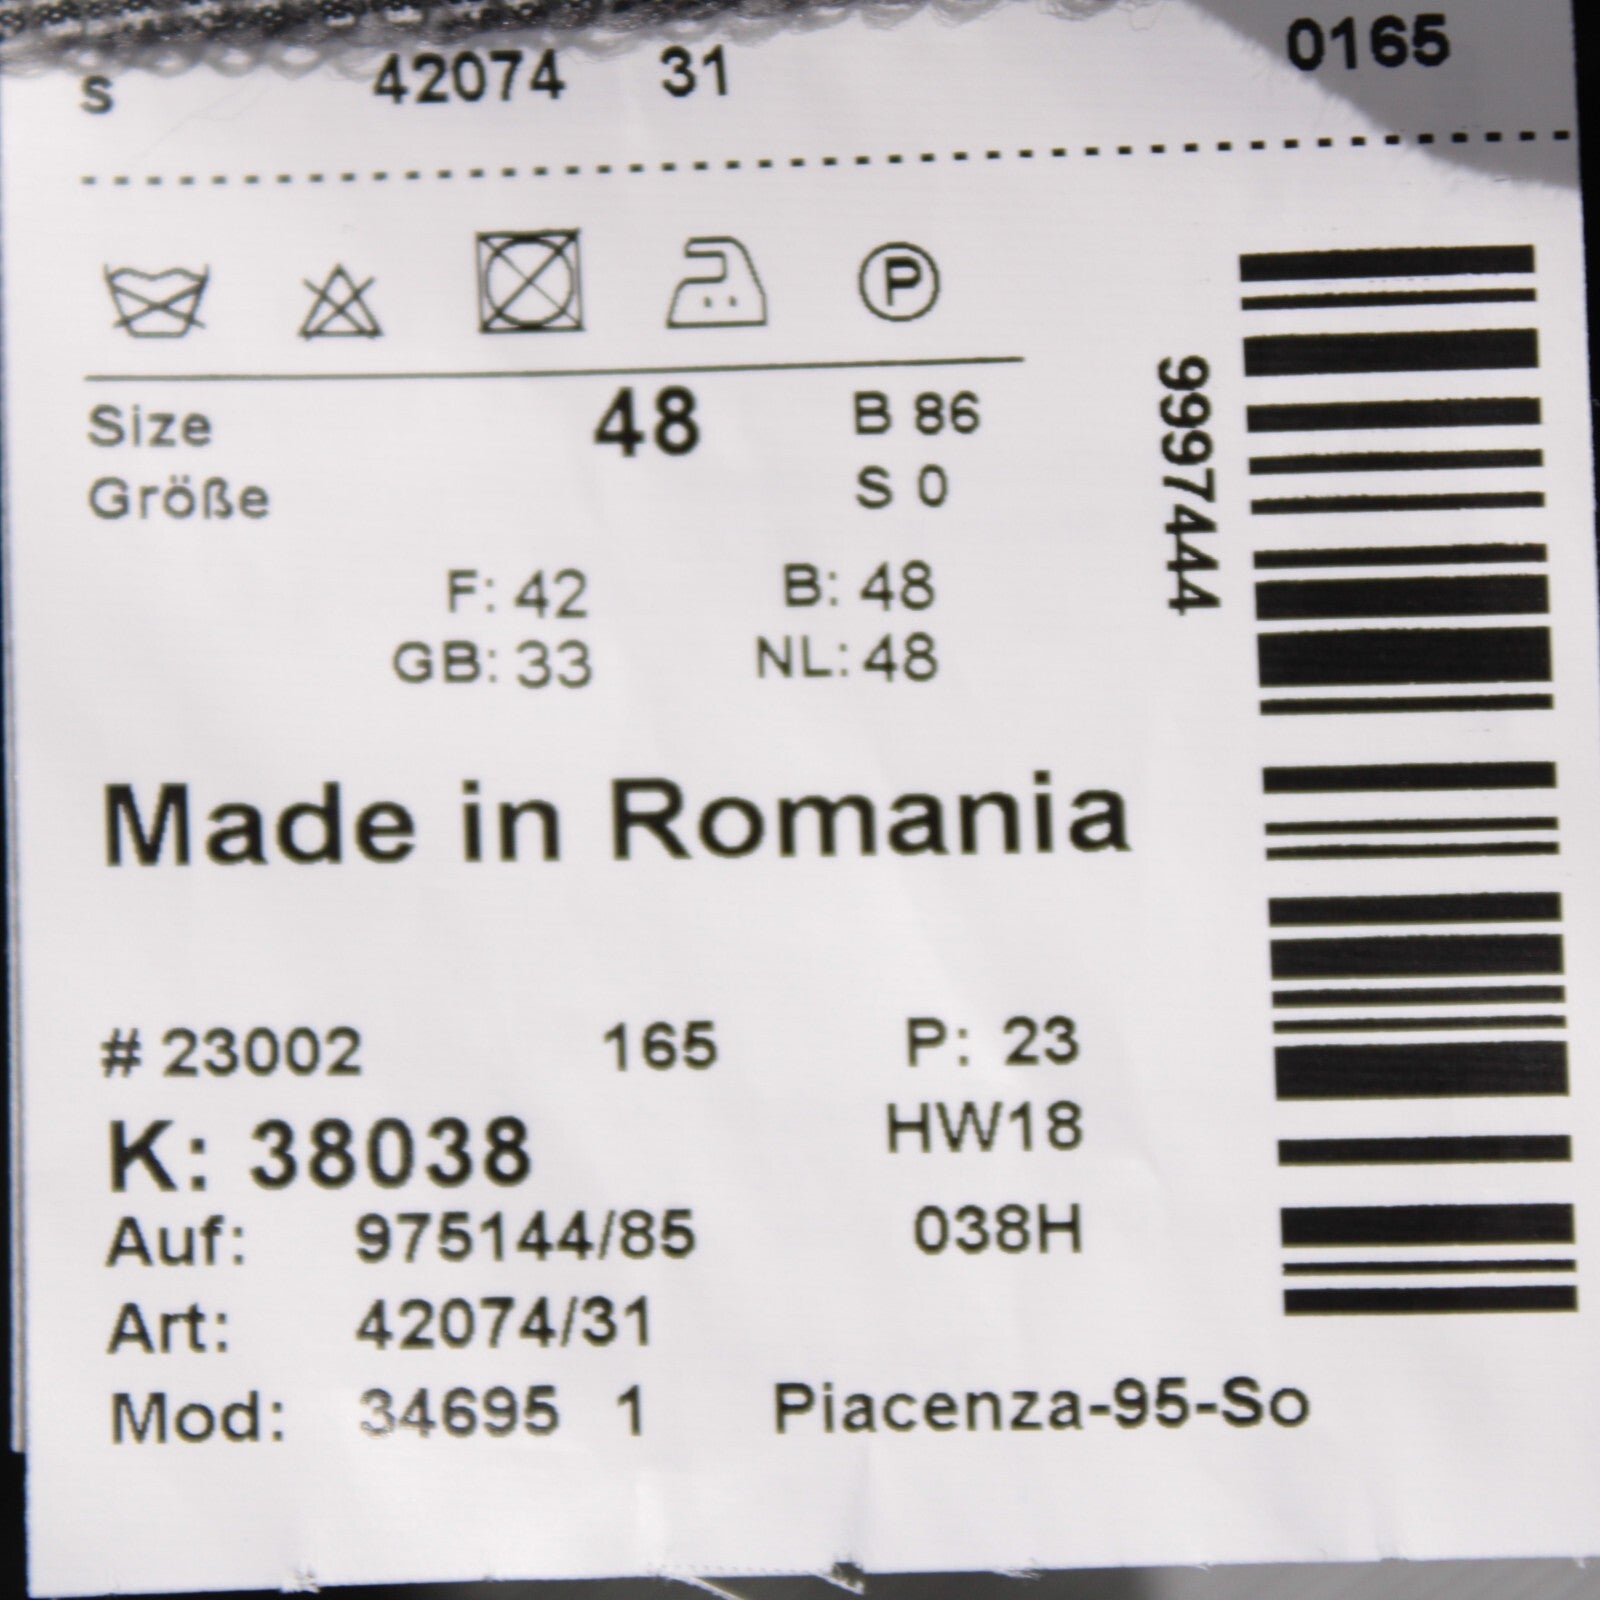 s 42074 31 0165
P
Size 48 B 86
Größe S 0
F: 42 B: 48
GB: 33 NL: 48
9997444
Made in Romania
# 23002 165 P: 23
K: 38038 HW18
Auf: 975144/85 038H
Art: 42074/31
Mod: 34695 1 Piacenza-95-So